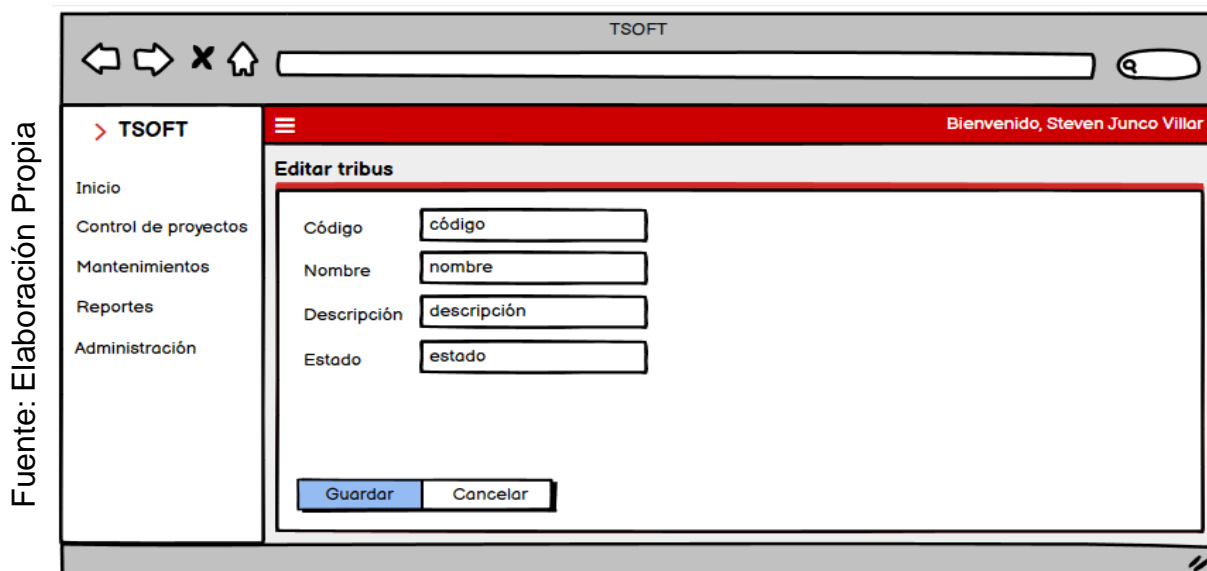 TSOFT
TSOFT
Bienvenido, Steven Junco Villar
Inicio
Control de proyectos
Mantenimientos
Reportes
Administración
Editar tribus
Código
código
Nombre
nombre
Descripción
descripción
Estado
estado
Guardar
Cancelar
Fuente: Elaboración Propia